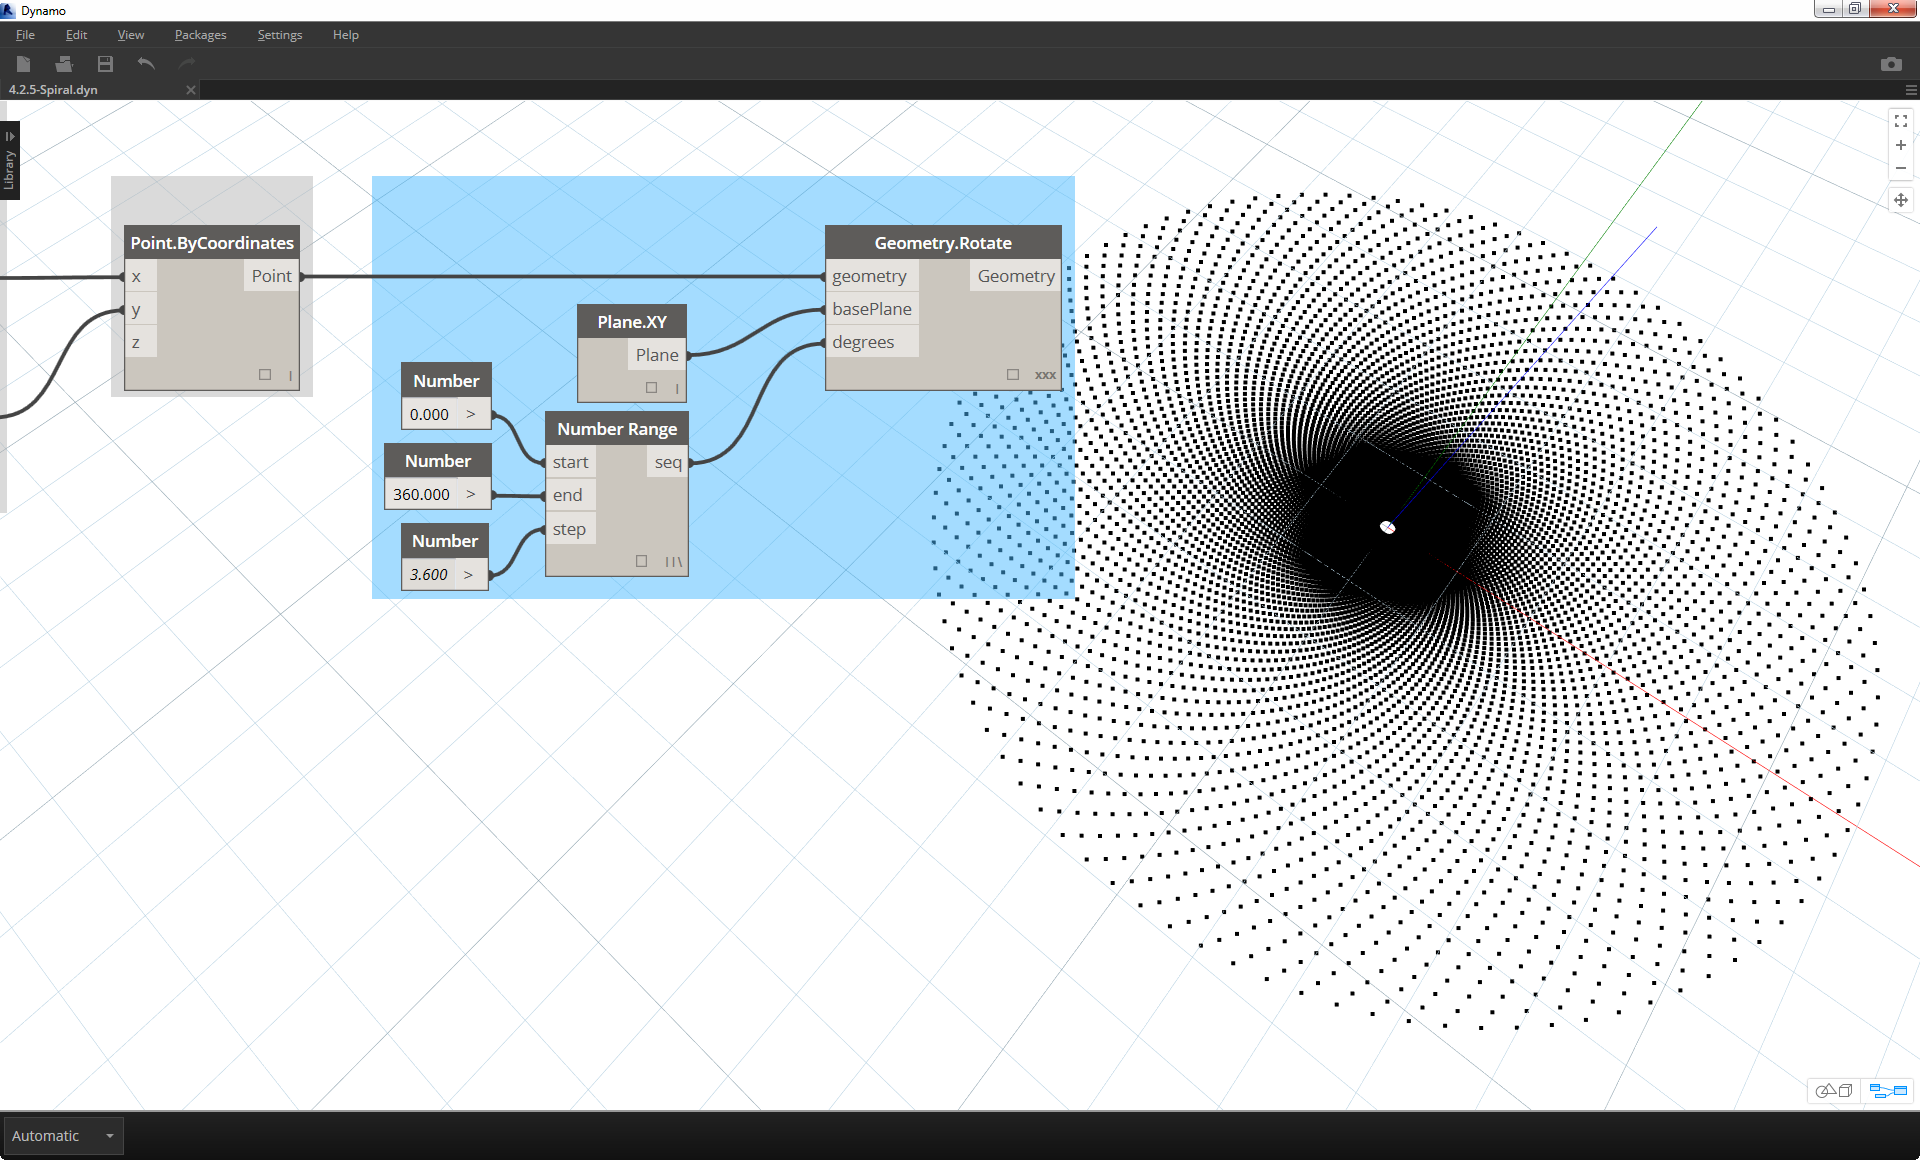 Dynamo
File Edit View Packages Settings Help
4.2.5-Spiral.dyn
Library
Point.ByCoordinates
x Point
y
z
Geometry.Rotate
geometry Geometry
basePlane
degrees
xxx
Plane.XY
Plane
Number
0.000 >
Number
360.000 >
Number
3.600 >
Number Range
start seq
end
step
Automatic